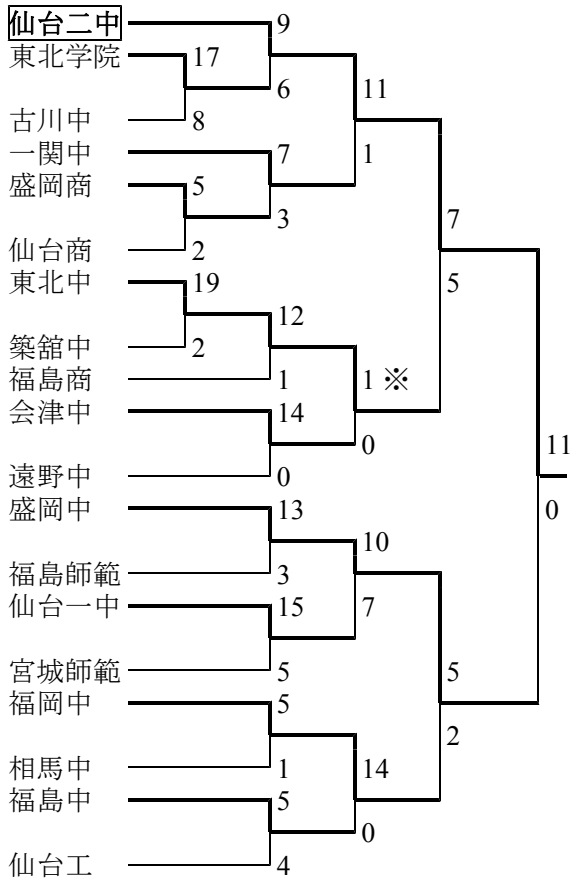 仙台二中 9
東北学院 17
6 11
古川中 8
一関中 7 1
盛岡商 5
3 7
仙台商 2
東北中 19 5
12
築舘中 2
福島商 1 1 ※
会津中 14
0 11
遠野中 0
盛岡中 13 0
10
福島師範 3
仙台一中 15 7
宮城師範 5 5
福岡中 5
2
相馬中 1 14
福島中 5
0
仙台工 4